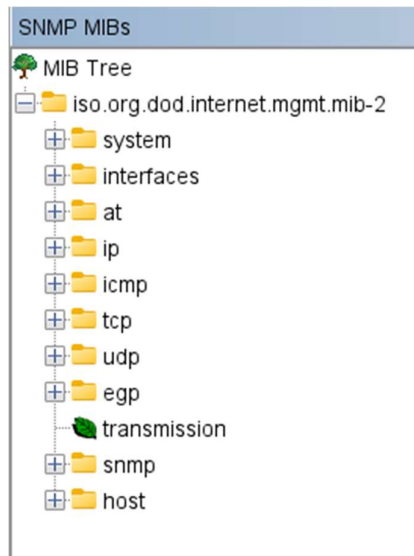 SNMP MIBs
MIB Tree
iso.org.dod.internet.mgmt.mib-2
system
interfaces
at
ip
icmp
tcp
udp
egp
transmission
snmp
host